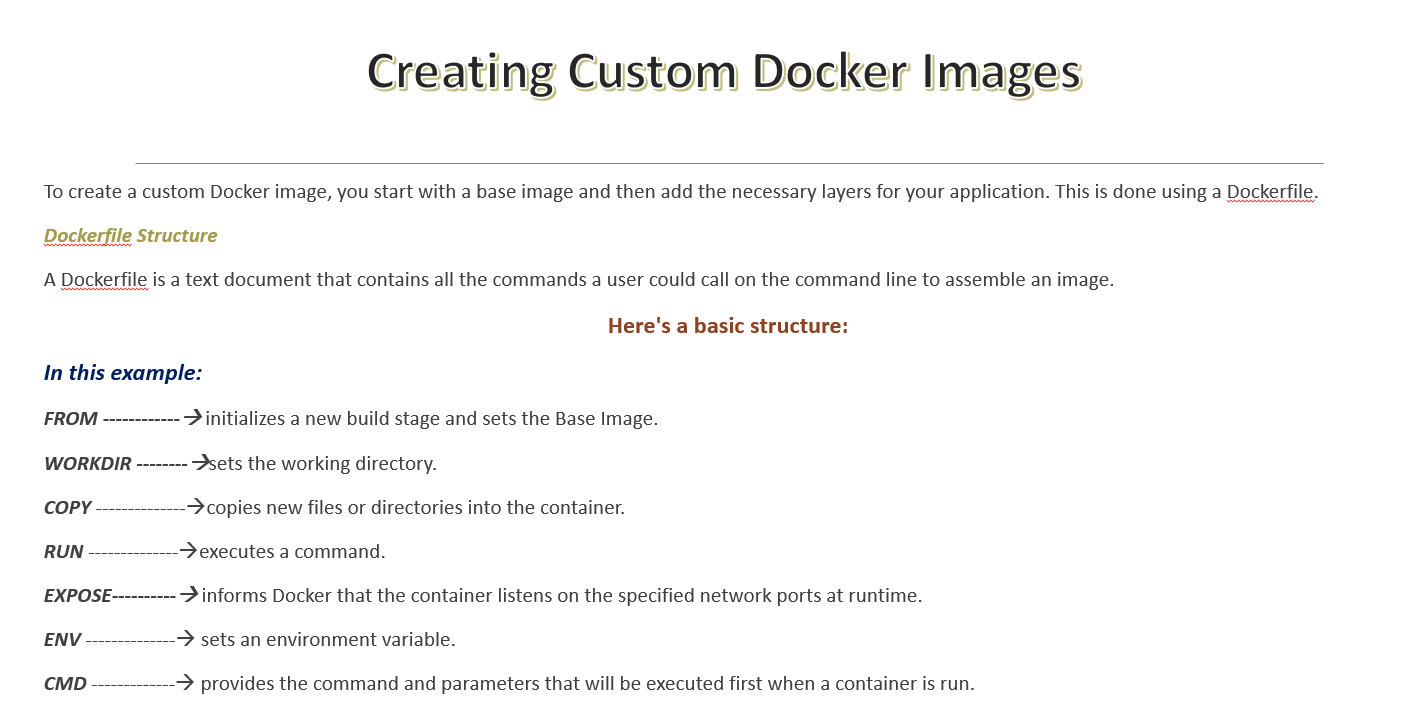 Creating Custom Docker Images
To create a custom Docker image, you start with a base image and then add the necessary layers for your application. This is done using a Dockerfile.
Dockerfile Structure
A Dockerfile is a text document that contains all the commands a user could call on the command line to assemble an image.
Here's a basic structure:
In this example:
FROM ------------ → initializes a new build stage and sets the Base Image.
WORKDIR -------- →sets the working directory.
COPY --------------→copies new files or directories into the container.
RUN --------------→executes a command.
EXPOSE---------- → informs Docker that the container listens on the specified network ports at runtime.
ENV --------------→ sets an environment variable.
CMD -------------→ provides the command and parameters that will be executed first when a container is run.